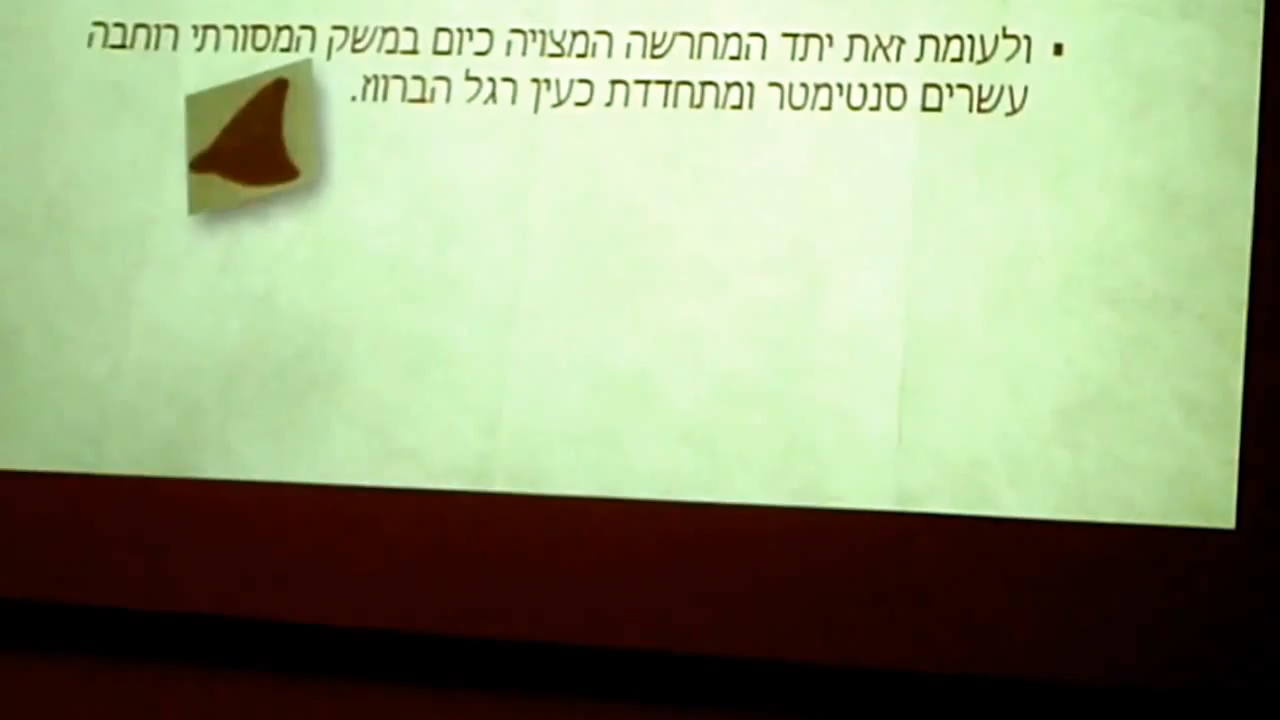 ▪ ולעומת זאת יתד המחרשה המצויה כיום במשק המסורתי רוחבה
עשרים סנטימטר ומתחדדת כעין רגל הברווז.